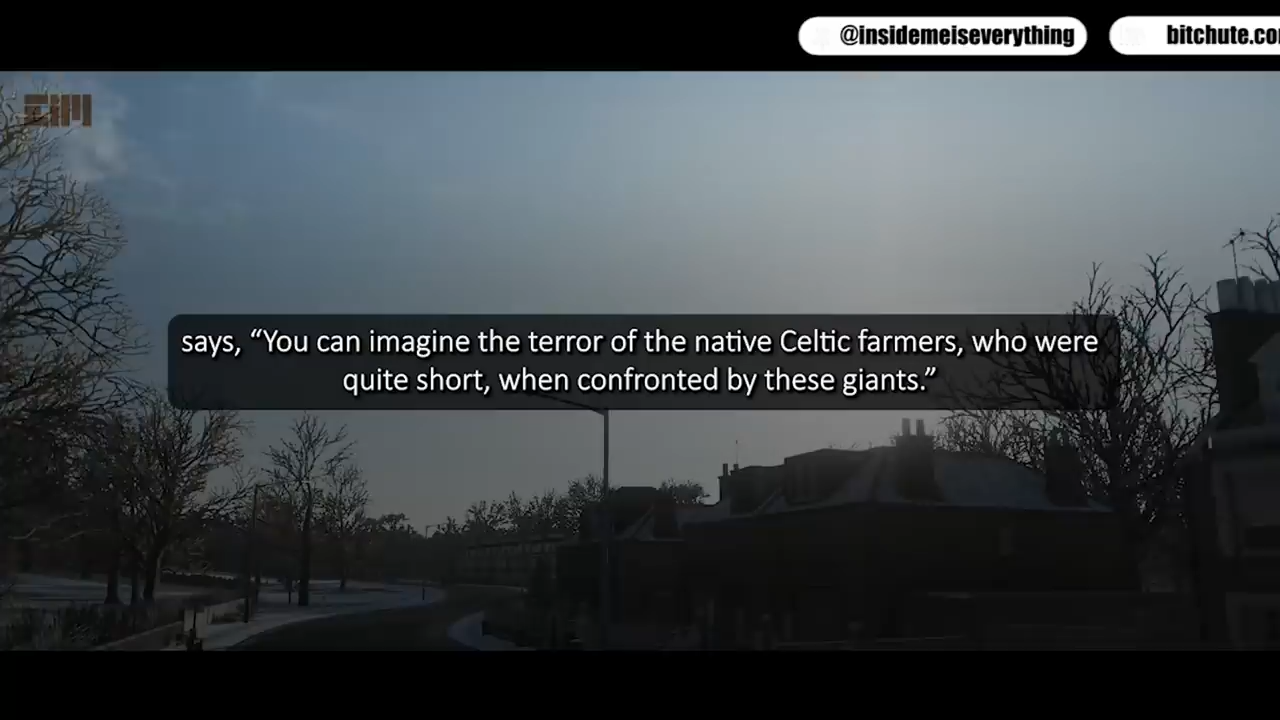 @insidemeiseverything
bitchute.co
says, “You can imagine the terror of the native Celtic farmers, who were
quite short, when confronted by these giants.”